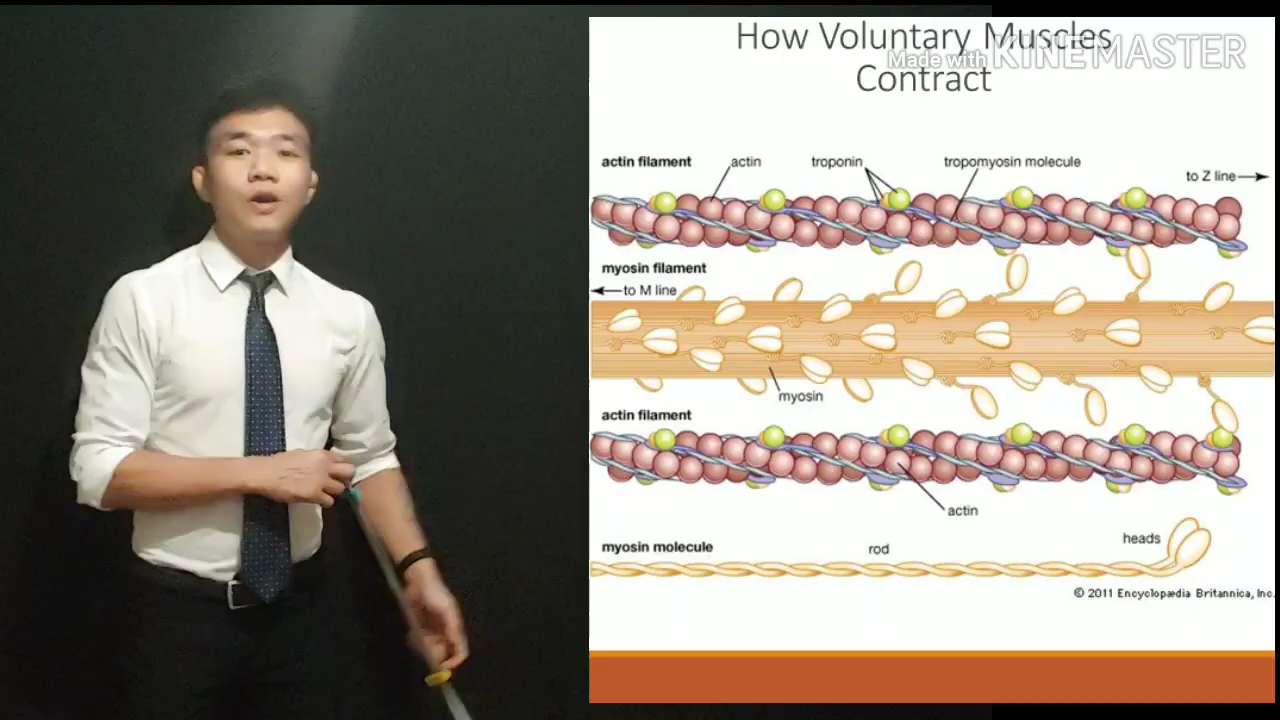 How Voluntary Muscles
Made with KINEMASTER
Contract
actin filament
actin
troponin
tropomyosin molecule
to Z line
myosin filament
to M line
myosin
actin filament
actin
myosin molecule
rod
heads
© 2011 Encyclopædia Britannica, Inc.